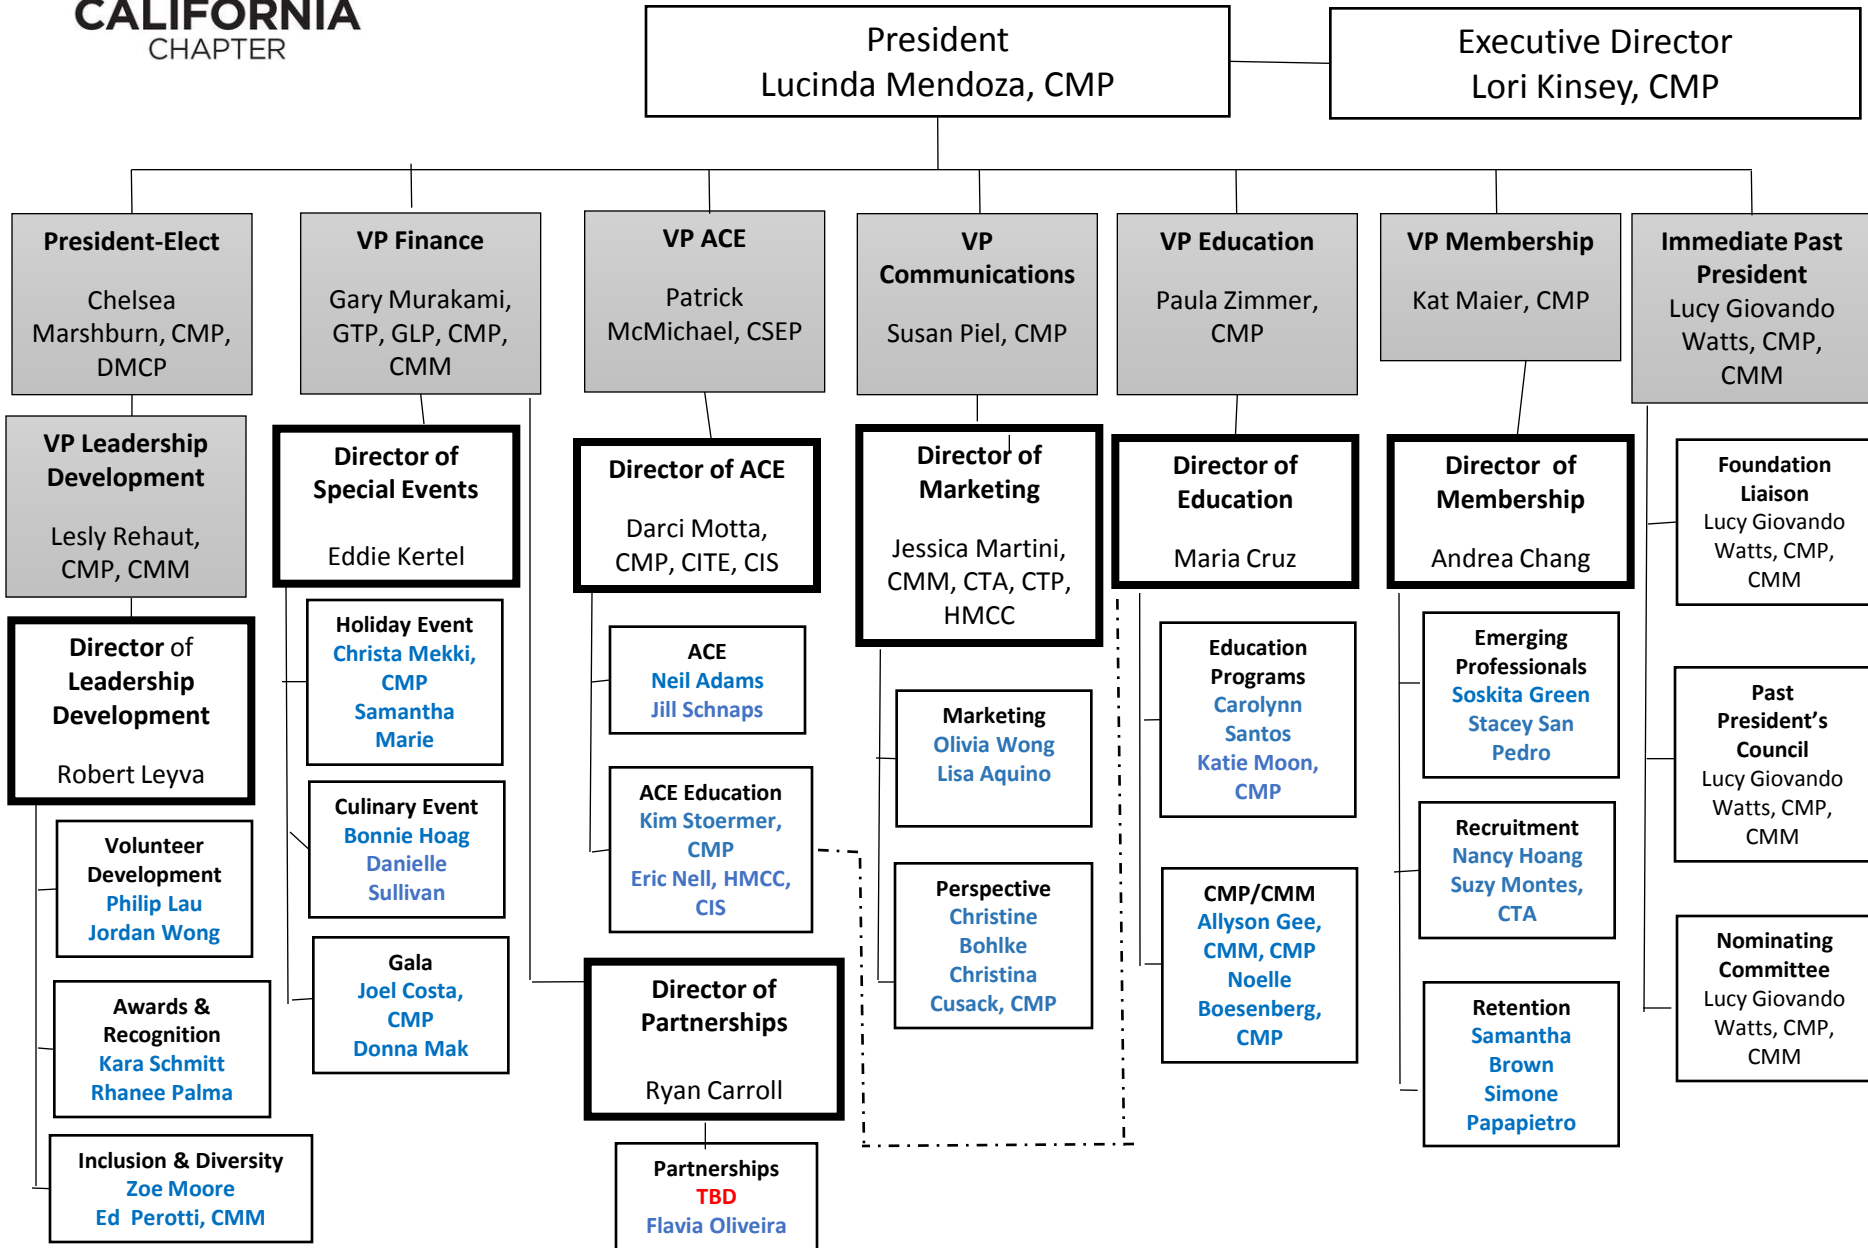 CALIFORNIA
CHAPTER
President
Lucinda Mendoza, CMP
Executive Director
Lori Kinsey, CMP
President-Elect
Chelsea
Marshburn, CMP,
DMCP
VP Finance
Gary Murakami,
GTP, GLP, CMP,
CMM
VP ACE
Patrick
McMichael, CSEP
VP
Communications
Susan Piel, CMP
VP Education
Paula Zimmer,
CMP
VP Membership
Kat Maier, CMP
Immediate Past
President
Lucy Giovando
Watts, CMP,
CMM
VP Leadership
Development
Lesly Rehaut,
CMP, CMM
Director of
Special Events
Eddie Kertel
Director of ACE
Darci Motta,
CMP, CITE, CIS
Director of
Marketing
Jessica Martini,
CMM, CTA, CTP,
HMCC
Director of
Education
Maria Cruz
Director of
Membership
Andrea Chang
Foundation
Liaison
Lucy Giovando
Watts, CMP,
CMM
Director of
Leadership
Development
Robert Leyva
Holiday Event
Christa Mekki,
CMP
Samantha
Marie
ACE
Neil Adams
Jill Schnaps
Marketing
Olivia Wong
Lisa Aquino
Education
Programs
Carolynn
Santos
Katie Moon,
CMP
Emerging
Professionals
Soskita Green
Stacey San
Pedro
Past
President’s
Council
Lucy Giovando
Watts, CMP,
CMM
Volunteer
Development
Philip Lau
Jordan Wong
Culinary Event
Bonnie Hoag
Danielle
Sullivan
ACE Education
Kim Stoermer,
CMP
Eric Nell, HMCC,
CIS
Perspective
Christine
Bohlke
Christina
Cusack, CMP
CMP/CMM
Allyson Gee,
CMM, CMP
Noelle
Boesenberg,
CMP
Recruitment
Nancy Hoang
Suzy Montes,
CTA
Nominating
Committee
Lucy Giovando
Watts, CMP,
CMM
Awards &
Recognition
Kara Schmitt
Rhanee Palma
Gala
Joel Costa,
CMP
Donna Mak
Director of
Partnerships
Ryan Carroll
Retention
Samantha
Brown
Simone
Papapietro
Inclusion & Diversity
Zoe Moore
Ed Perotti, CMM
Partnerships
TBD
Flavia Oliveira